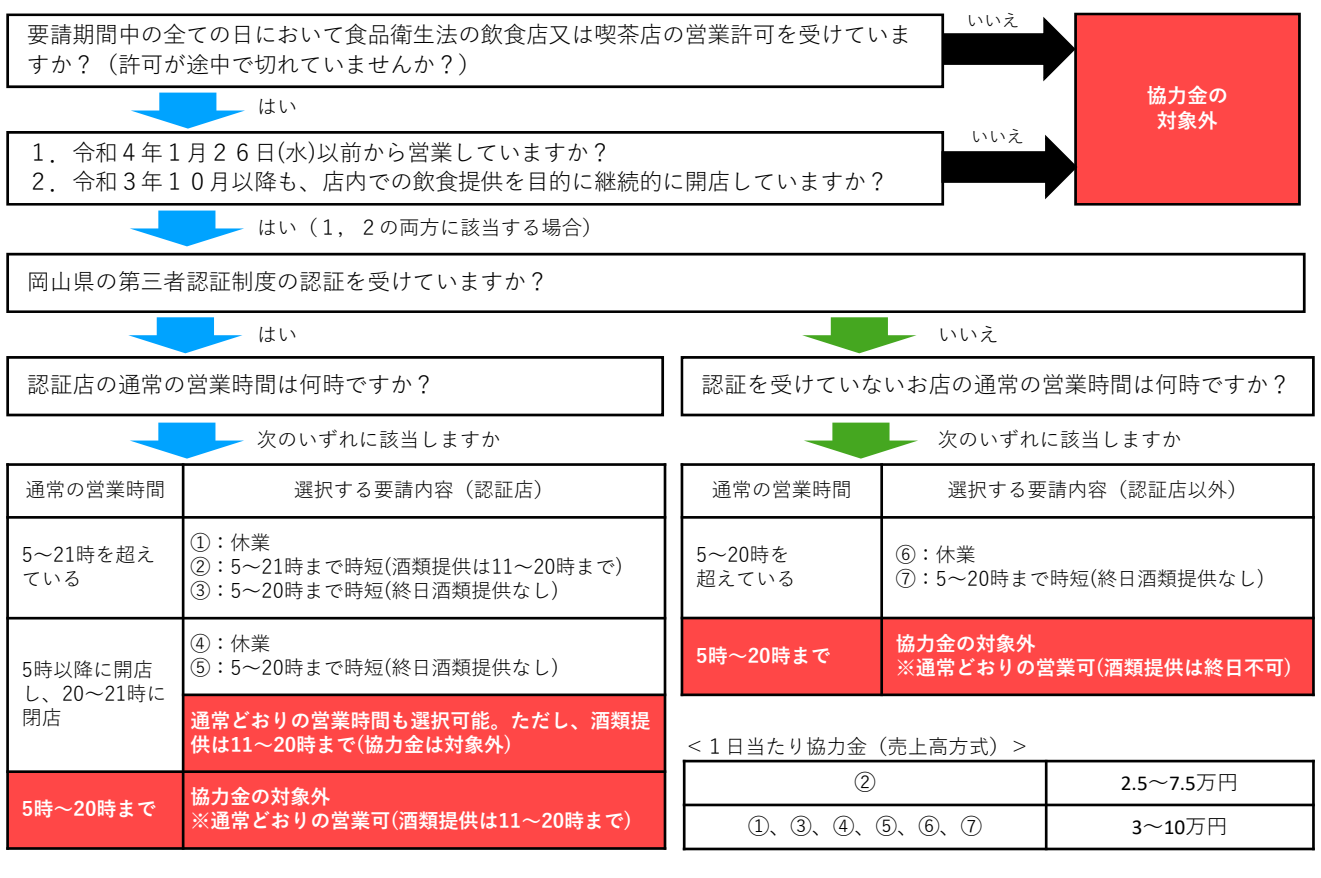 要請期間中の全ての日において食品衛生法の飲食店又は喫茶店の営業許可を受けていま
すか？（許可が途中で切れていませんか？）
いいえ
協力金の
対象外
はい
１．令和４年１月２６日(水)以前から営業していますか？
２．令和３年１０月以降も、店内での飲食提供を目的に継続的に開店していますか？
いいえ
はい（１，２の両方に該当する場合）
岡山県の第三者認証制度の認証を受けていますか？
はい
いいえ
認証店の通常の営業時間は何時ですか？
認証を受けていないお店の通常の営業時間は何時ですか？
次のいずれに該当しますか
次のいずれに該当しますか
通常の営業時間
選択する要請内容（認証店）
5～21時を超え
ている
①：休業
②：5～21時まで時短(酒類提供は11～20時まで)
③：5～20時まで時短(終日酒類提供なし)
5時以降に開店
し、20～21時に
閉店
④：休業
⑤：5～20時まで時短(終日酒類提供なし)
通常どおりの営業時間も選択可能。ただし、酒類提
供は11～20時まで(協力金は対象外)
5時～20時まで
協力金の対象外
※通常どおりの営業可(酒類提供は11～20時まで)
通常の営業時間
選択する要請内容（認証店以外）
5～20時を
超えている
⑥：休業
⑦：5～20時まで時短(終日酒類提供なし)
5時～20時まで
協力金の対象外
※通常どおりの営業可(酒類提供は終日不可)
＜１日当たり協力金（売上高方式）＞
②
2.5～7.5万円
①、③、④、⑤、⑥、⑦
3～10万円